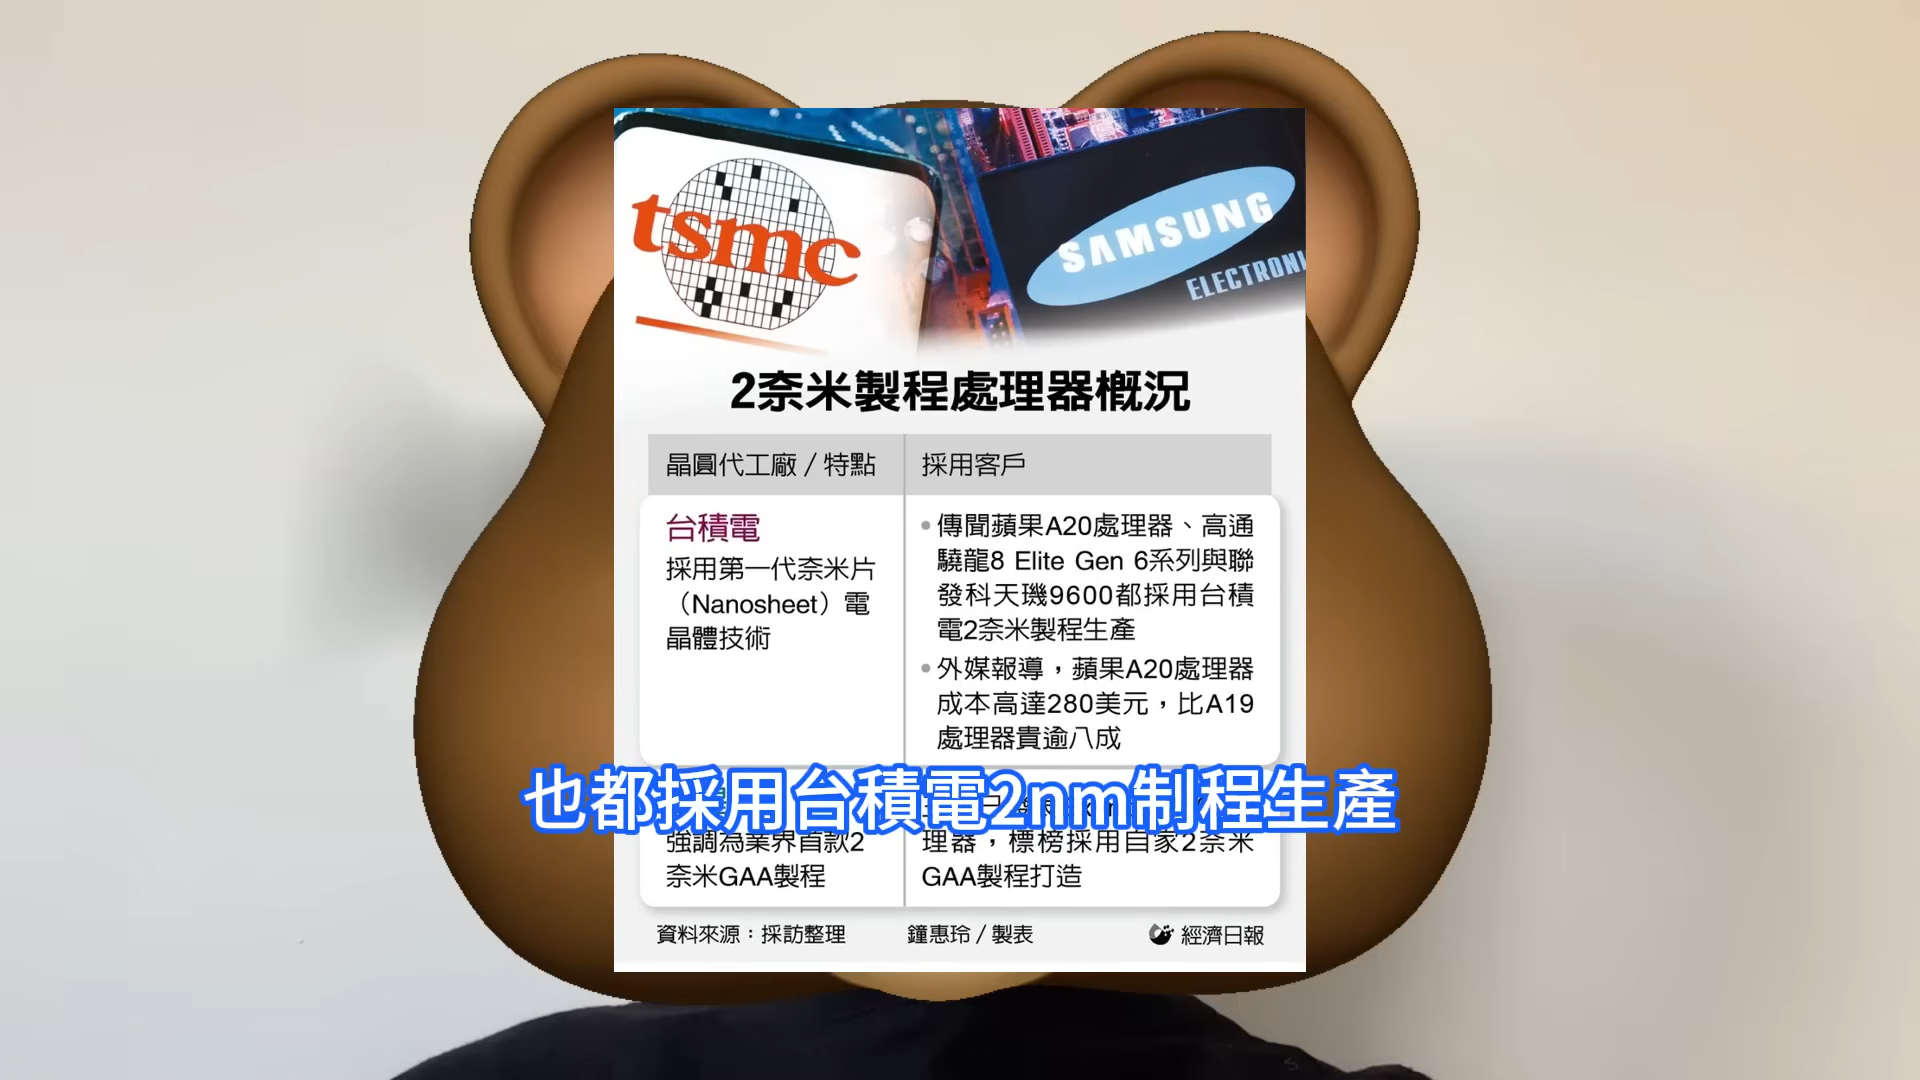 tsmc
SAMSUNG
ELECTRONI
2奈米製程處理器概況
晶圓代工廠/特點
採用客戶
台積電
採用第一代奈米片
（Nanosheet）電
晶體技術
•傳聞蘋果A20處理器、高通
驍龍8 Elite Gen 6系列與聯
發科天璣9600都採用台積
電2奈米製程生產
•外媒報導，蘋果A20處理器
成本高達280美元，比A19
處理器貴逾八成
也都採用台積電2nm制程生產
強調為業界首款2
奈米GAA製程
理器，標榜採用自家2奈米
GAA製程打造
資料來源：採訪整理
鐘惠玲/製表
經濟日報